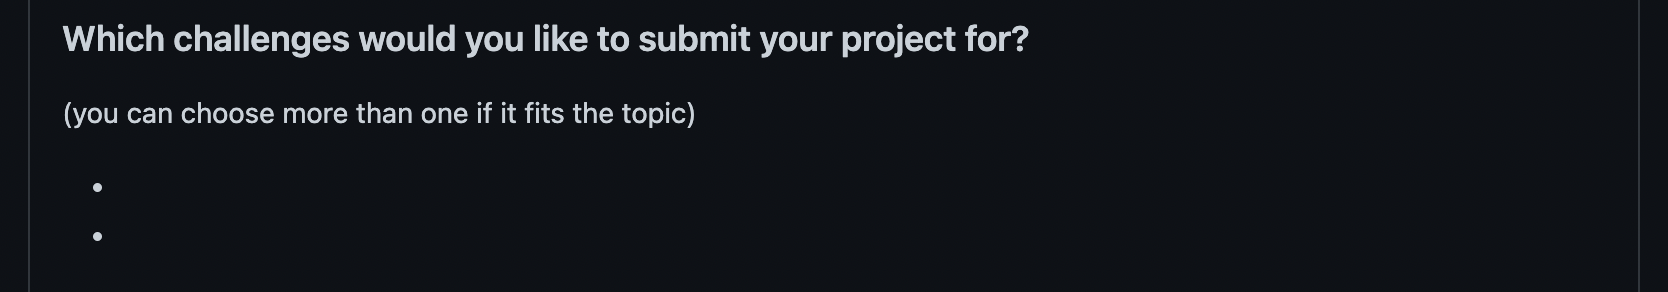 Which challenges would you like to submit your project for?
(you can choose more than one if it fits the topic)